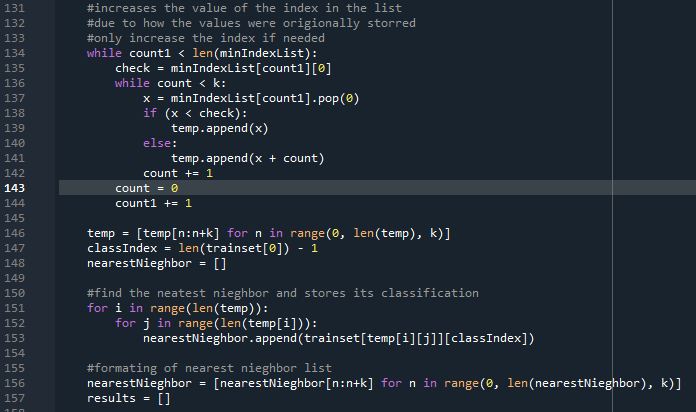 131 #increases the value of the index in the list
132 #due to how the values were origionally storred
133 #only increase the index if needed
134 while count1 < len(minIndexList):
135 check = minIndexList[count1][0]
136 while count < k:
137 x = minIndexList[count1].pop(0)
138 if (x < check):
139 temp.append(x)
140 else:
141 temp.append(x + count)
142 count += 1
143 count = 0
144 count1 += 1
145
146 temp = [temp[n:n+k] for n in range(0, len(temp), k)]
147 classIndex = len(trainset[0]) - 1
148 nearestNieghbor = []
149
150 #find the neatest nieghbor and stores its classification
151 for i in range(len(temp)):
152 for j in range(len(temp[i])):
153 nearestNieghbor.append(trainset[temp[i][j]][classIndex])
154
155 #formating of nearest nieghbor list
156 nearestNieghbor = [nearestNieghbor[n:n+k] for n in range(0, len(nearestNieghbor), k)]
157 results = []